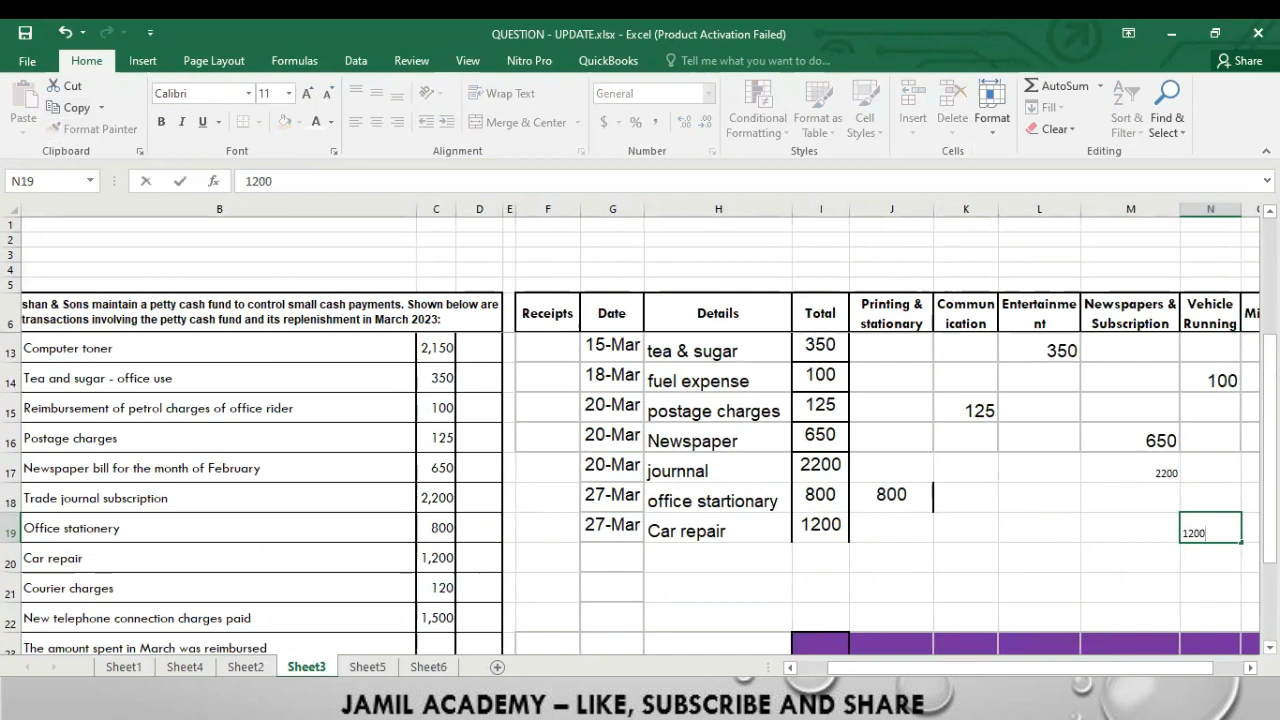 QUESTION - UPDATE.xlsx - Excel (Product Activation Failed)
File Home Insert Page Layout Formulas Data Review View Nitro Pro QuickBooks Tell me what you want to do... Share
Paste Cut Copy Format Painter Clipboard
Calibri 11 B I U A A A Font
Wrap Text Merge & Center Alignment
General $ % , Number
Conditional Formatting Format as Table Cell Styles Styles
Insert Delete Format Cells
AutoSum Fill Clear Sort & Filter Find & Select Editing
N19 fx 1200
B C D E F G H I J K L M N
1
2
3
4
5
6 shan & Sons maintain a petty cash fund to control small cash payments. Shown below are
transactions involving the petty cash fund and its replenishment in March 2023:
Receipts Date Details Total Printing & stationary Commun ication Entertainme nt Newspapers & Subscription Vehicle Running Mi
13 Computer toner 2,150 15-Mar tea & sugar 350 350
14 Tea and sugar - office use 350 18-Mar fuel expense 100 100
15 Reimbursement of petrol charges of office rider 100 20-Mar postage charges 125 125
16 Postage charges 125 20-Mar Newspaper 650 650
17 Newspaper bill for the month of February 650 20-Mar journnal 2200 2200
18 Trade journal subscription 2,200 27-Mar office startionary 800 800
19 Office stationery 800 27-Mar Car repair 1200 1200
20 Car repair 1,200
21 Courier charges 120
22 New telephone connection charges paid 1,500
The amount spent in March was reimbursed
Sheet1 Sheet4 Sheet2 Sheet3 Sheet5 Sheet6
JAMIL ACADEMY – LIKE, SUBSCRIBE AND SHARE